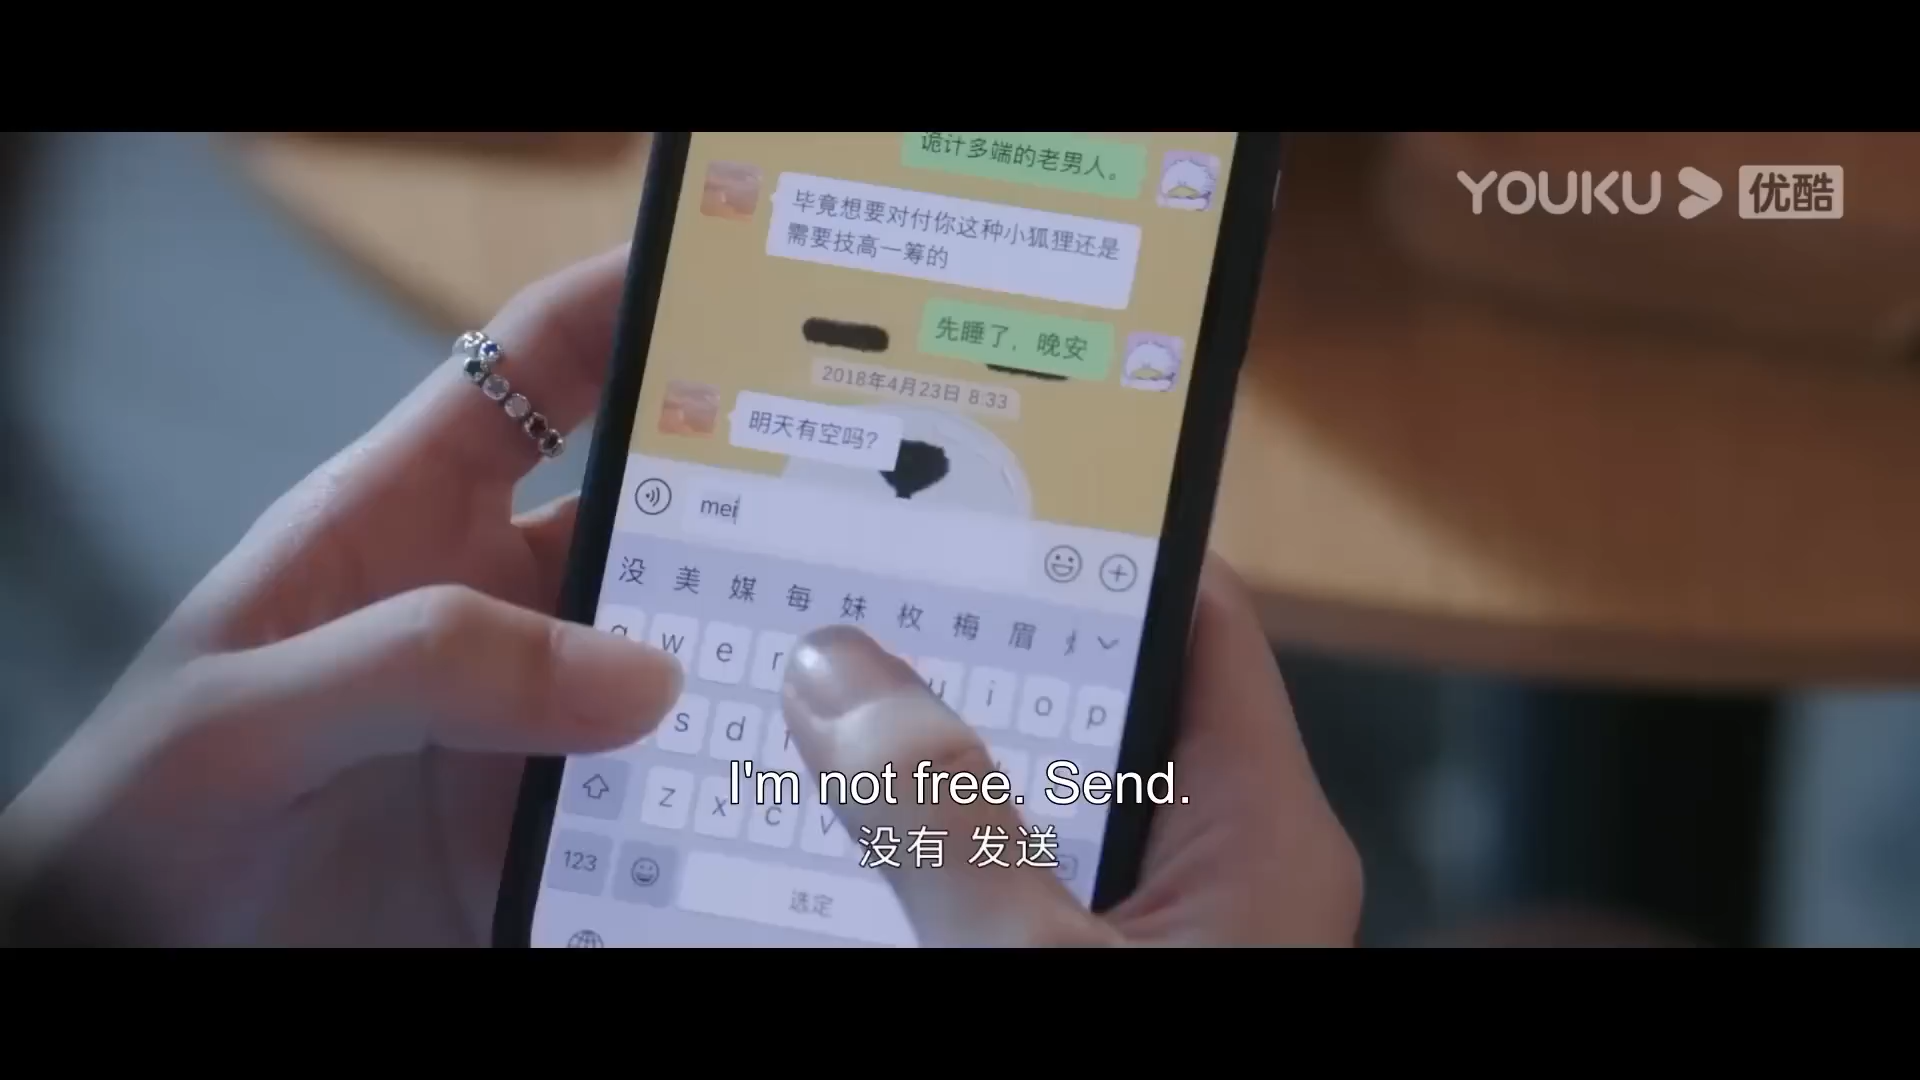 诡计多端的老男人。
YOUKU 优酷
毕竟想要对付你这种小狐狸还是
需要技高一筹的
先睡了，晚安
2018年4月23日 8:33
明天有空吗?
mei
没 美 媒 每 妹 枚 梅 眉
q w e r u i o p
s d f
z x c v
123
选定
I'm not free. Send.
没有 发送